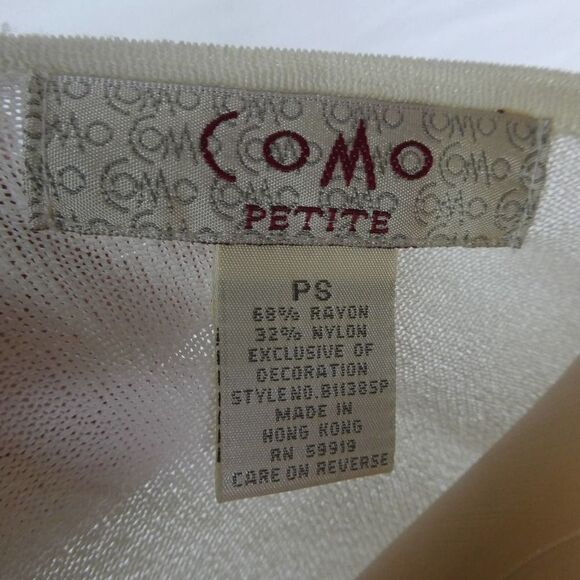 COMO
PETITE
PS
68% RAYON
32% NYLON
EXCLUSIVE OF
DECORATION
STYLE NO. B11385P
MADE IN
HONG KONG
RN 59919
CARE ON REVERSE